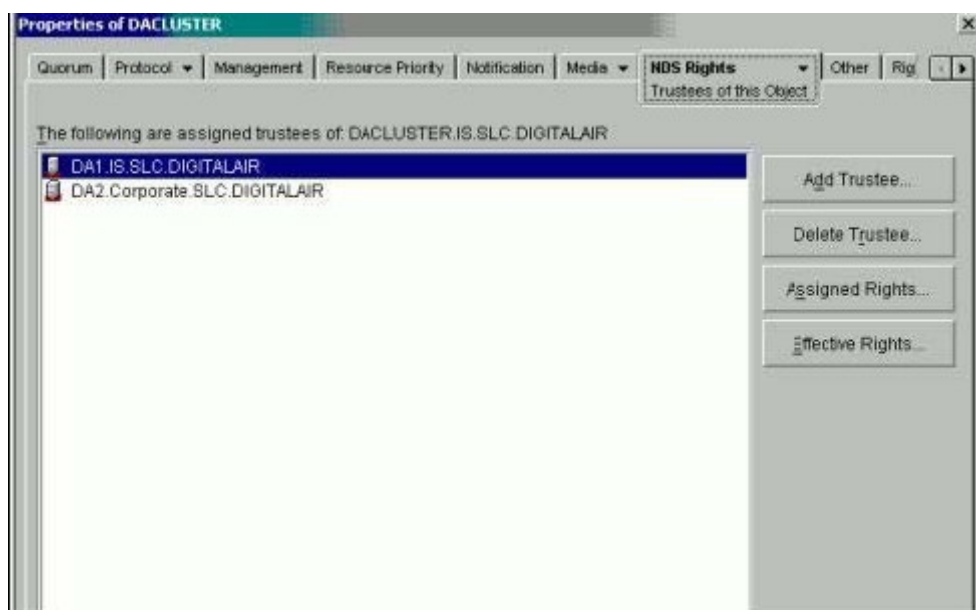 Properties of DACLUSTER
Quorum Protocol Management Resource Priority Notification Media NDS Rights Other Rig
Trustees of this Object
The following are assigned trustees of: DACLUSTER.IS.SLC.DIGITALAIR
DA1.IS.SLC.DIGITALAIR
DA2.Corporate.SLC.DIGITALAIR
Add Trustee...
Delete Trustee...
Assigned Rights...
Effective Rights...